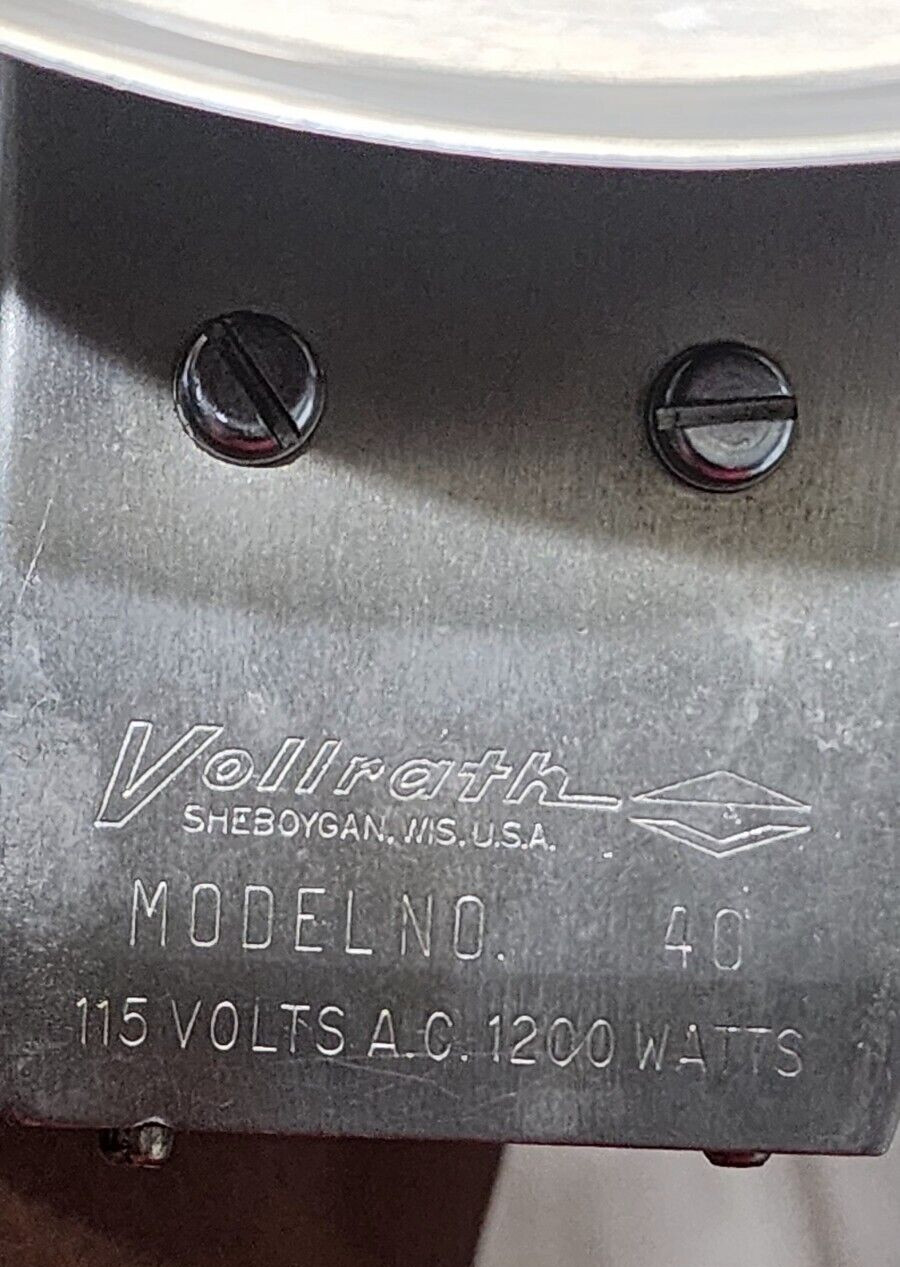 Vollrath
SHEBOYGAN, WIS. U.S.A.
MODEL NO. 40
115 VOLTS A.C. 1200 WATTS